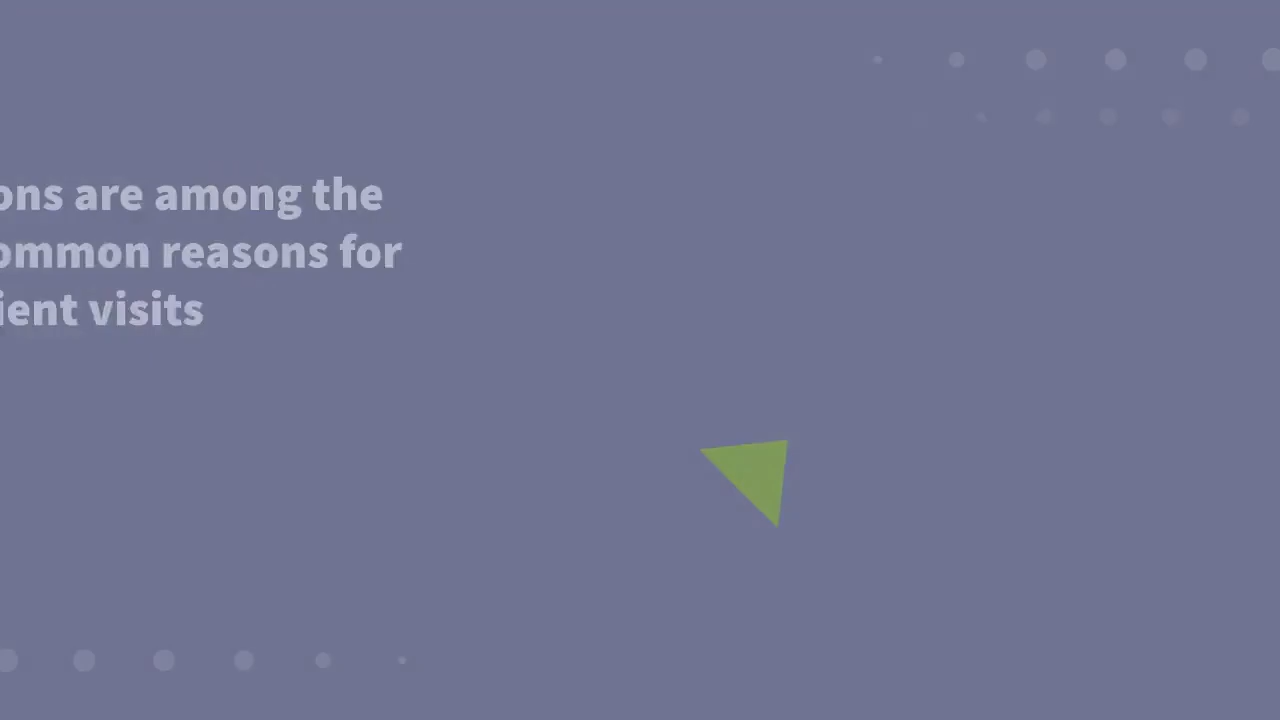 ons are among the
ommon reasons for
ient visits